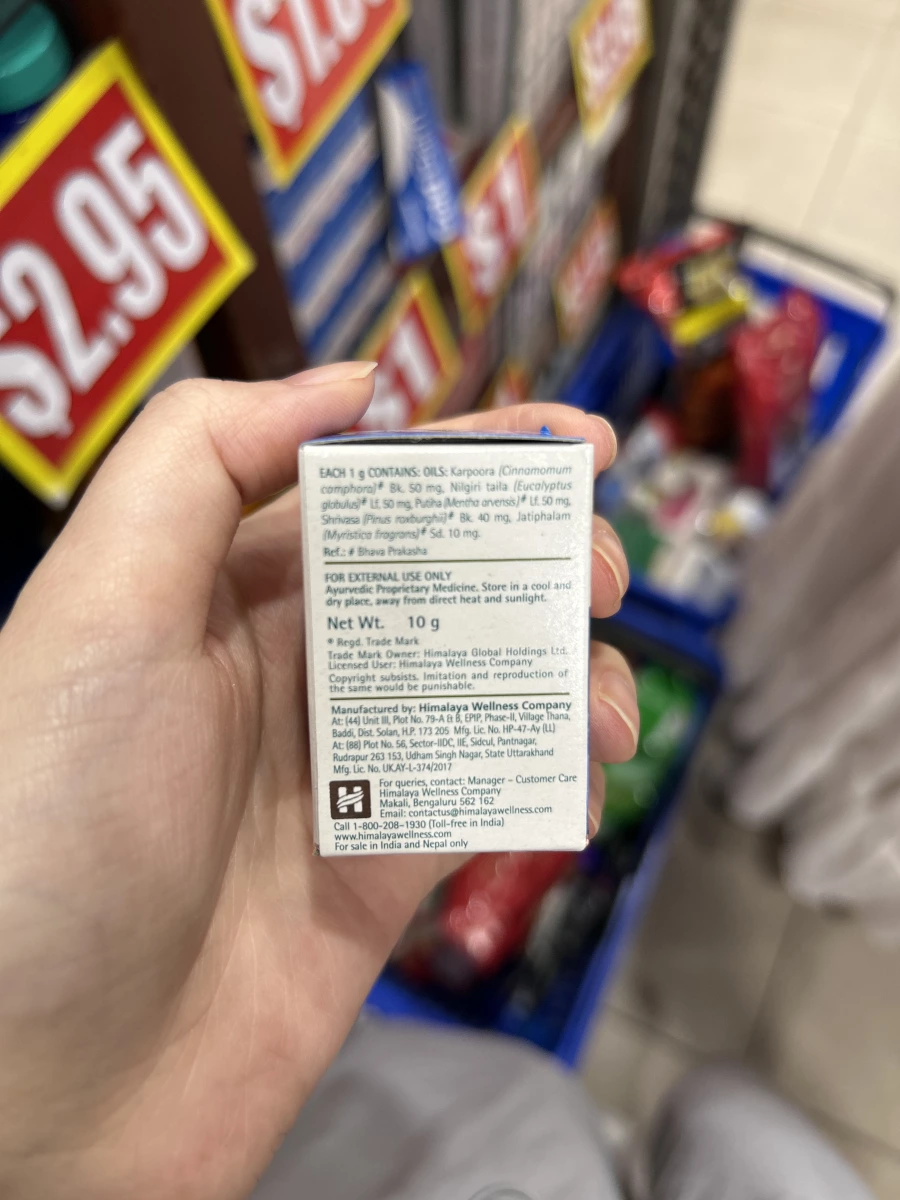 $2.95
$1
$1
EACH 1 g CONTAINS: OILS: Karpoora (Cinnamomum
camphora)# Bk. 50 mg, Nilgiri taila (Eucalyptus
globulus)# Lf. 50 mg, Putiha (Mentha arvensis)# Lf. 50 mg,
Shrivasa (Pinus roxburghii)# Bk. 40 mg, Jatiphalam
(Myristica fragrans)# Sd. 10 mg.
Ref.: # Bhava Prakasha
FOR EXTERNAL USE ONLY
Ayurvedic Proprietary Medicine. Store in a cool and
dry place, away from direct heat and sunlight.
Net Wt. 10 g
* Regd. Trade Mark
Trade Mark Owner: Himalaya Global Holdings Ltd.
Licensed User: Himalaya Wellness Company
Copyright subsists. Imitation and reproduction of
the same would be punishable.
Manufactured by: Himalaya Wellness Company
At: (44) Unit III, Plot No. 79-A & B, EPIP, Phase-II, Village Thana,
Baddi, Dist. Solan, H.P. 173 205 Mfg. Lic. No. HP-47-Ay (LL)
At: (88) Plot No. 56, Sector-IIDC, IIE, Sidcul, Pantnagar,
Rudrapur 263 153, Udham Singh Nagar, State Uttarakhand
Mfg. Lic. No. UK.AY-L-374/2017
For queries, contact: Manager – Customer Care
Himalaya Wellness Company
Makali, Bengaluru 562 162
Email: contactus@himalayawellness.com
Call 1-800-208-1930 (Toll-free in India)
www.himalayawellness.com
For sale in India and Nepal only